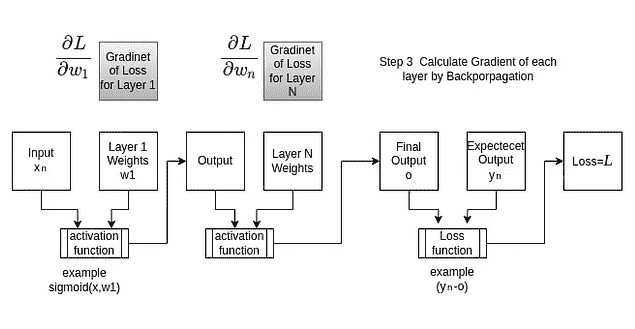 ∂L/∂w₁
Gradinet
of Loss
for Layer 1
∂L/∂wₙ
Gradinet
of Loss
for Layer
N
Step 3 Calculate Gradient of each
layer by Backporpagation
Input
xₙ
Layer 1
Weights
w1
Output
Layer N
Weights
Final
Output
o
Expectecet
Output
yₙ
Loss=L
activation
function
activation
function
Loss
function
example
sigmoid(x,w1)
example
(yₙ-o)